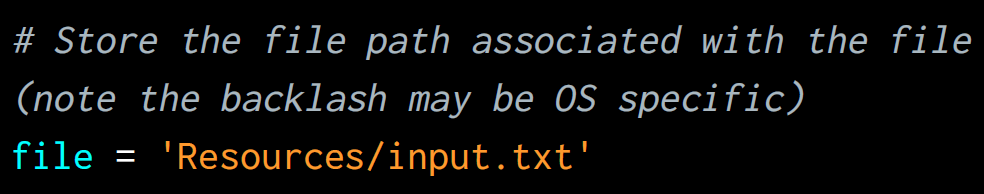 # Store the file path associated with the file
(note the backlash may be OS specific)
file = 'Resources/input.txt'